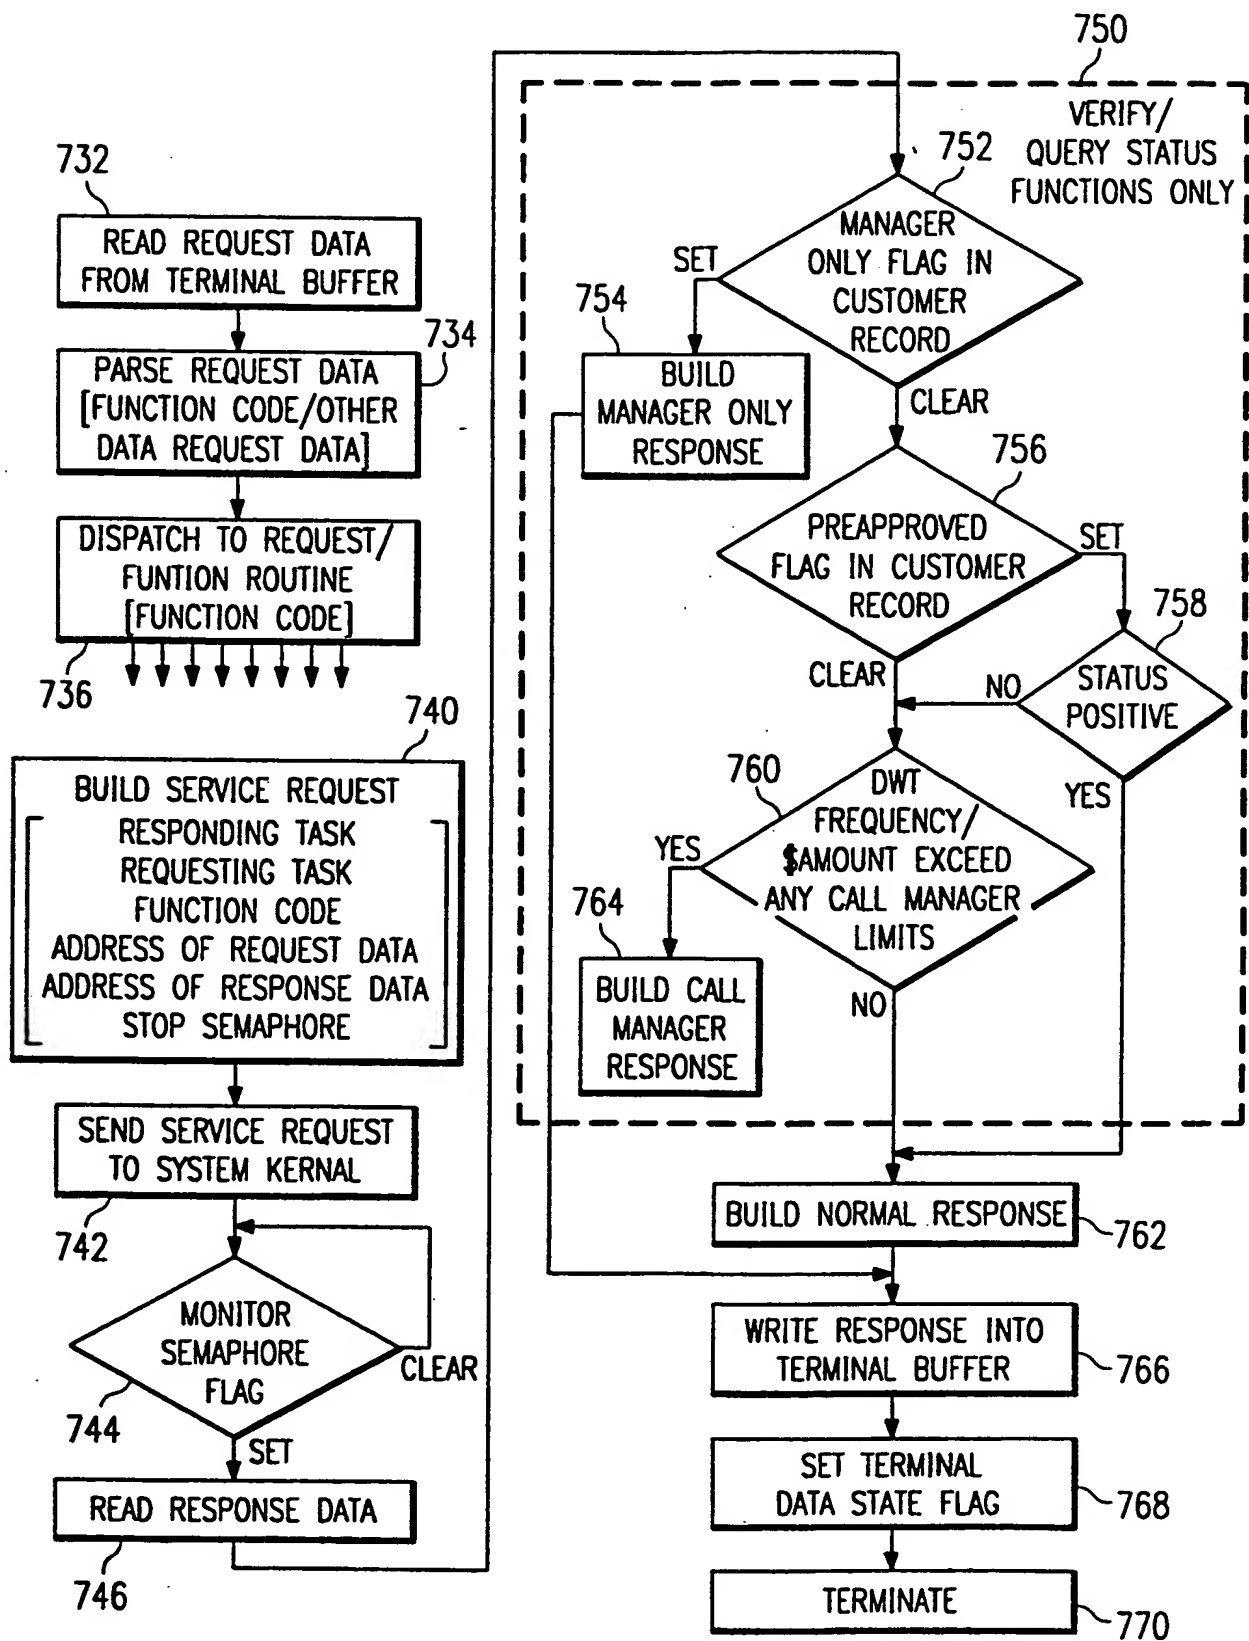 732
READ REQUEST DATA
FROM TERMINAL BUFFER
734
PARSE REQUEST DATA
[FUNCTION CODE/OTHER
DATA REQUEST DATA]
DISPATCH TO REQUEST/
FUNTION ROUTINE
[FUNCTION CODE]
736
740
BUILD SERVICE REQUEST
RESPONDING TASK
REQUESTING TASK
FUNCTION CODE
ADDRESS OF REQUEST DATA
ADDRESS OF RESPONSE DATA
STOP SEMAPHORE
SEND SERVICE REQUEST
TO SYSTEM KERNAL
742
MONITOR
SEMAPHORE
FLAG
CLEAR
744
SET
READ RESPONSE DATA
746
750
VERIFY/
QUERY STATUS
FUNCTIONS ONLY
752
MANAGER
ONLY FLAG IN
CUSTOMER
RECORD
SET
754
BUILD
MANAGER ONLY
RESPONSE
CLEAR
756
PREAPPROVED
FLAG IN CUSTOMER
RECORD
SET
758
STATUS
POSITIVE
NO
CLEAR
YES
760
DWT
FREQUENCY/
$AMOUNT EXCEED
ANY CALL MANAGER
LIMITS
YES
764
BUILD CALL
MANAGER
RESPONSE
NO
BUILD NORMAL RESPONSE
762
WRITE RESPONSE INTO
TERMINAL BUFFER
766
SET TERMINAL
DATA STATE FLAG
768
TERMINATE
770